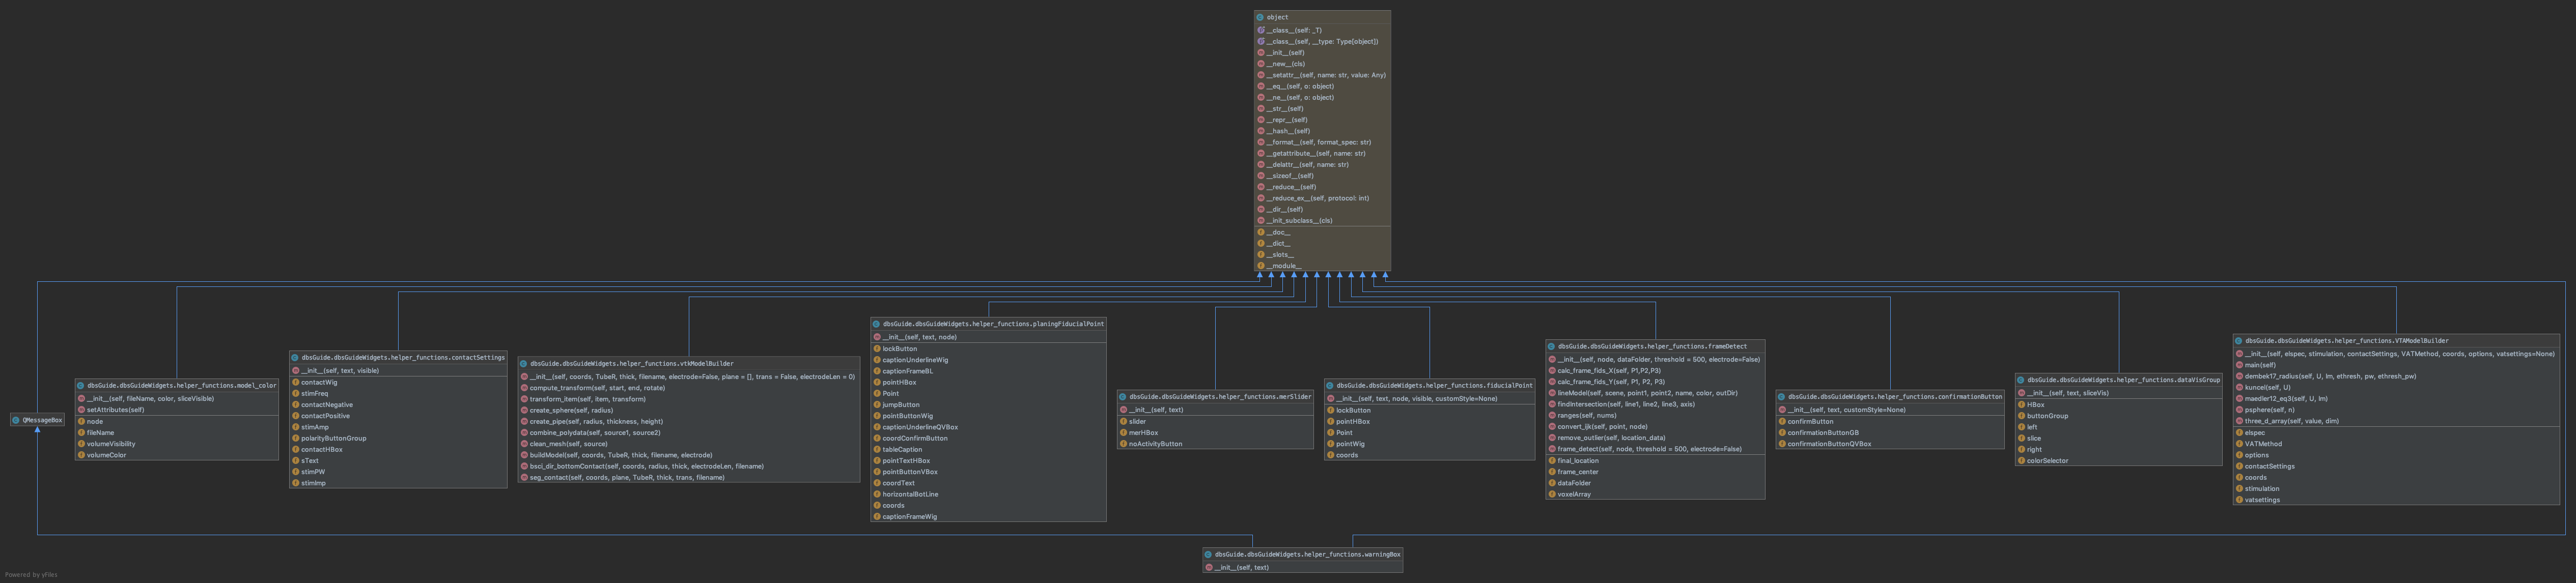 object
__class__(self: _T)
__class__(self, __type: Type[object])
__init__(self)
__new__(cls)
__setattr__(self, name: str, value: Any)
__eq__(self, o: object)
__ne__(self, o: object)
__str__(self)
__repr__(self)
__hash__(self)
__format__(self, format_spec: str)
__getattribute__(self, name: str)
__delattr__(self, name: str)
__sizeof__(self)
__reduce__(self)
__reduce_ex__(self, protocol: int)
__dir__(self)
__init_subclass__(cls)
__doc__
__dict__
__slots__
__module__
QMessageBox
dbsGuide.dbsGuideWidgets.helper_functions.model_color
__init__(self, fileName, color, sliceVisible)
setAttributes(self)
node
fileName
volumeVisibility
volumeColor
dbsGuide.dbsGuideWidgets.helper_functions.contactSettings
__init__(self, text, visible)
contactWig
stimFreq
contactNegative
contactPositive
stimAmp
polarityButtonGroup
contactHBox
sText
stimPW
stimImp
dbsGuide.dbsGuideWidgets.helper_functions.vtkModelBuilder
__init__(self, coords, TubeR, thick, filename, electrode=False, plane = [], trans = False, electrodeLen = 0)
compute_transform(self, start, end, rotate)
transform_item(self, item, transform)
create_sphere(self, radius)
create_pipe(self, radius, thickness, height)
combine_polydata(self, source1, source2)
clean_mesh(self, source)
buildModel(self, coords, TubeR, thick, filename, electrode)
bsci_dir_bottomContact(self, coords, radius, thick, electrodeLen, filename)
seg_contact(self, coords, plane, TubeR, thick, trans, filename)
dbsGuide.dbsGuideWidgets.helper_functions.planingFiducialPoint
__init__(self, text, node)
lockButton
captionUnderlineWig
captionFrameBL
pointHBox
Point
jumpButton
pointButtonWig
captionUnderlineQVBox
coordConfirmButton
tableCaption
pointTextHBox
pointButtonVBox
coordText
horizontalBotLine
coords
captionFrameWig
dbsGuide.dbsGuideWidgets.helper_functions.merSlider
__init__(self, text)
slider
merHBox
noActivityButton
dbsGuide.dbsGuideWidgets.helper_functions.fiducialPoint
__init__(self, text, node, visible, customStyle=None)
lockButton
pointHBox
Point
pointWig
coords
dbsGuide.dbsGuideWidgets.helper_functions.frameDetect
__init__(self, node, dataFolder, threshold = 500, electrode=False)
calc_frame_fids_X(self, P1,P2,P3)
calc_frame_fids_Y(self, P1, P2, P3)
lineModel(self, scene, point1, point2, name, color, outDir)
findIntersection(self, line1, line2, line3, axis)
ranges(self, nums)
convert_ijk(self, point, node)
remove_outlier(self, location_data)
frame_detect(self, node, threshold = 500, electrode=False)
final_location
frame_center
dataFolder
voxelArray
dbsGuide.dbsGuideWidgets.helper_functions.confirmationButton
__init__(self, text, customStyle=None)
confirmButton
confirmationButtonGB
confirmationButtonQVBox
dbsGuide.dbsGuideWidgets.helper_functions.dataVisGroup
__init__(self, text, sliceVis)
HBox
buttonGroup
left
slice
right
colorSelector
dbsGuide.dbsGuideWidgets.helper_functions.VTAModelBuilder
__init__(self, elspec, stimulation, contactSettings, VATMethod, coords, options, vatsettings=None)
main(self)
dembek17_radius(self, U, Im, ethresh, pw, ethresh_pw)
kuncel(self, U)
maedler12_eq3(self, U, Im)
psphere(self, n)
three_d_array(self, value, dim)
elspec
VATMethod
options
contactSettings
coords
stimulation
vatsettings
dbsGuide.dbsGuideWidgets.helper_functions.warningBox
__init__(self, text)
Powered by yFiles